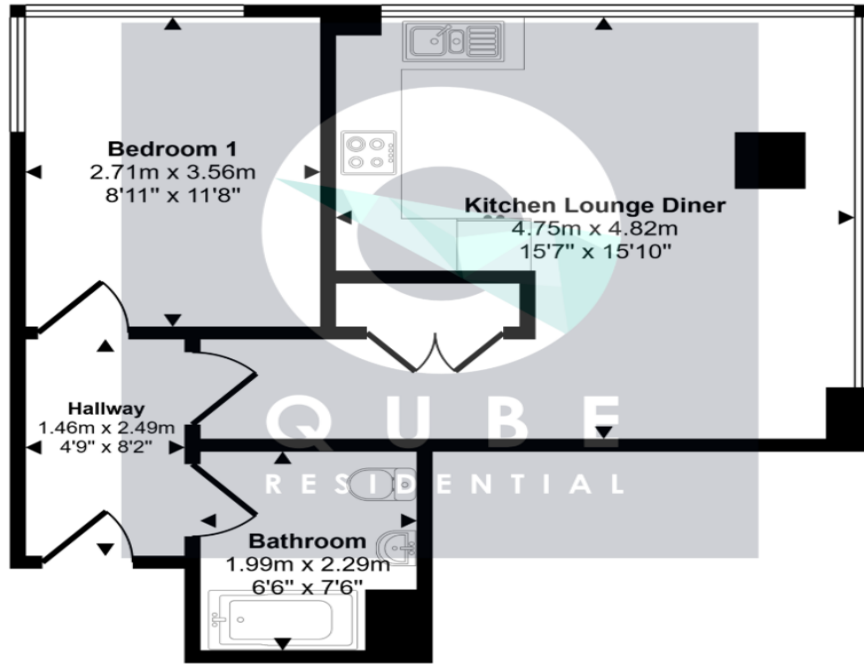 Bedroom 1
2.71m x 3.56m
8'11" x 11'8"
Kitchen Lounge Diner
4.75m x 4.82m
15'7" x 15'10"
Hallway
1.46m x 2.49m
4'9" x 8'2"
QUBE
RESIDENTIAL
Bathroom
1.99m x 2.29m
6'6" x 7'6"